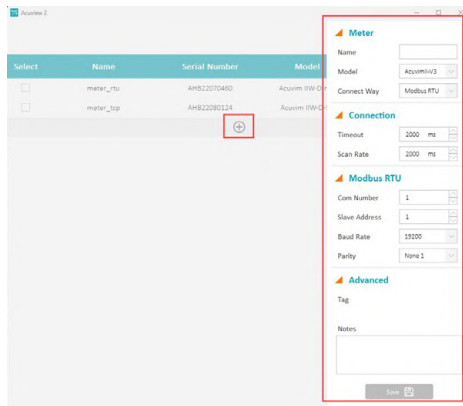 Acuview 2
Select Name Serial Number Model
meter_rtu AHB22070460
meter_tcp AHB22080124
Meter
Name
Model AcuvimII-V3
Connect Way Modbus RTU
Connection
Timeout 2000 ms
Scan Rate 2000 ms
Modbus RTU
Com Number 1
Slave Address 1
Baud Rate 19200
Parity None 1
Advanced
Tag
Notes
Save